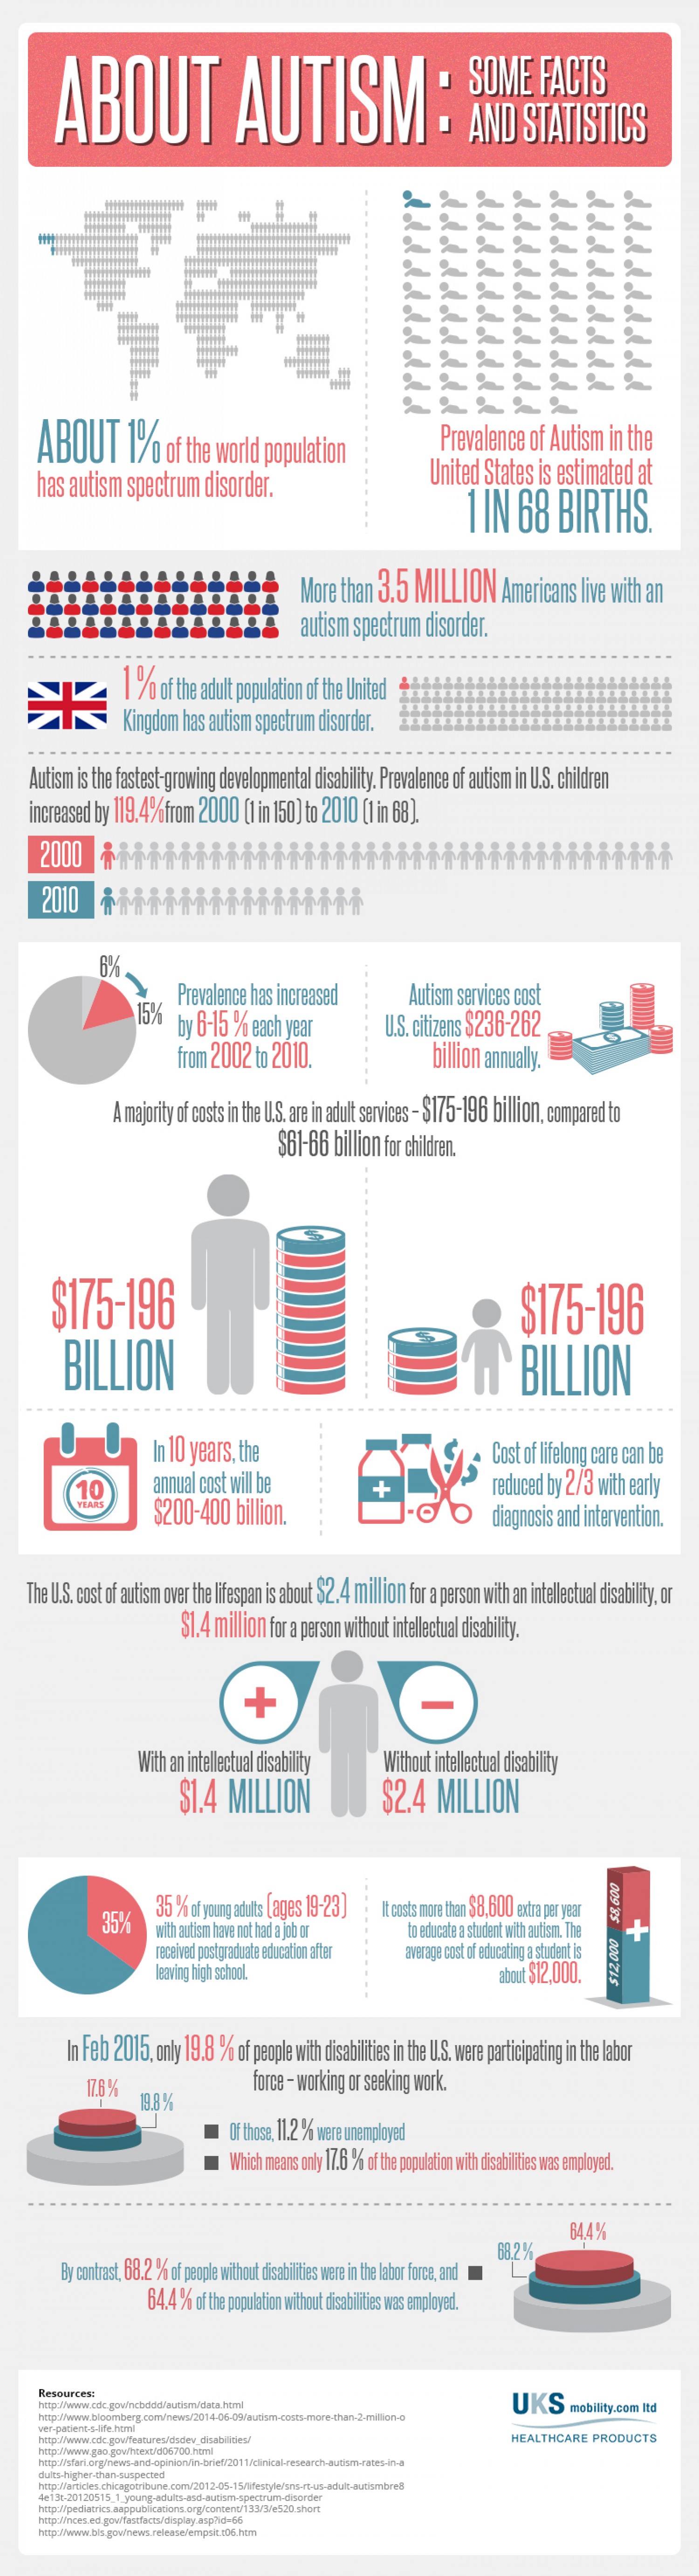 ABOUT AUTISM:
SOME FACTS
AND STATISTICS
ABOUT 1% of the world population
has autism spectrum disorder.
Prevalence of Autism in the
United States is estimated at
1 IN 68 BIRTHS.
More than 3.5 MILLION Americans live with an
autism spectrum disorder.
1 % of the adult population of the United
Kingdom has autism spectrum disorder.
Autism is the fastest-growing developmental disability. Prevalence of autism in U.S. children
increased by 119.4% from 2000 (1 in 150) to 2010 (1 in 68).
2000
2010
6%
15%
Prevalence has increased
by 6-15 % each year
from 2002 to 2010.
Autism services cost
U.S. citizens $236-262
billion annually.
A majority of costs in the U.S. are in adult services - $175-196 billion, compared to
$61-66 billion for children.
$175-196
BILLION
$175-196
BILLION
10
YEARS
In 10 years, the
annual cost will be
$200-400 billion.
Cost of lifelong care can be
reduced by 2/3 with early
diagnosis and intervention.
The U.S. cost of autism over the lifespan is about $2.4 million for a person with an intellectual disability, or
$1.4 million for a person without intellectual disability.
With an intellectual disability
$1.4 MILLION
Without intellectual disability
$2.4 MILLION
35%
35 % of young adults (ages 19-23)
with autism have not had a job or
received postgraduate education after
leaving high school.
It costs more than $8,600 extra per year
to educate a student with autism. The
average cost of educating a student is
about $12,000.
$8,600
$12,000
In Feb 2015, only 19.8 % of people with disabilities in the U.S. were participating in the labor
force - working or seeking work.
17.6 %
19.8 %
Of those, 11.2 % were unemployed
Which means only 17.6 % of the population with disabilities was employed.
By contrast, 68.2 % of people without disabilities were in the labor force, and
64.4 % of the population without disabilities was employed.
68.2 %
64.4 %
Resources:
http://www.cdc.gov/ncbddd/autism/data.html
http://www.bloomberg.com/news/2014-06-09/autism-costs-more-than-2-million-o
ver-patient-s-life.html
http://www.cdc.gov/features/dsdev_disabilities/
http://www.gao.gov/htext/d06700.html
http://sfari.org/news-and-opinion/in-brief/2011/clinical-research-autism-rates-in-a
dults-higher-than-suspected
http://articles.chicagotribune.com/2012-05-15/lifestyle/sns-rt-us-adult-autismbre8
4e13t-20120515_1_young-adults-asd-autism-spectrum-disorder
http://pediatrics.aappublications.org/content/133/3/e520.short
http://nces.ed.gov/fastfacts/display.asp?id=66
http://www.bls.gov/news.release/empsit.t06.htm
UKS mobility.com ltd
HEALTHCARE PRODUCTS